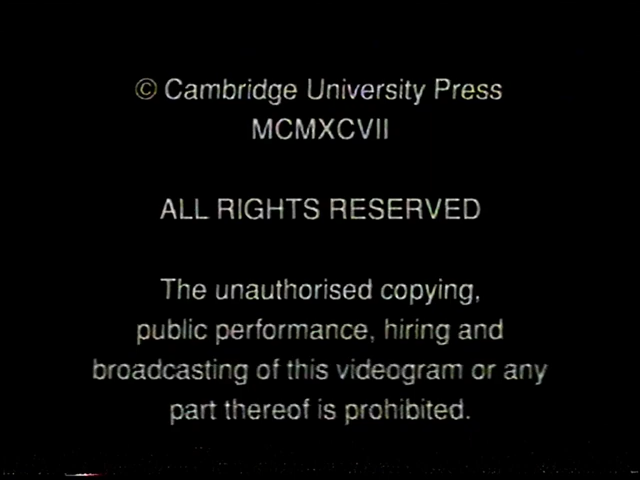 © Cambridge University Press
MCMXCVII
ALL RIGHTS RESERVED
The unauthorised copying,
public performance, hiring and
broadcasting of this videogram or any
part thereof is prohibited.